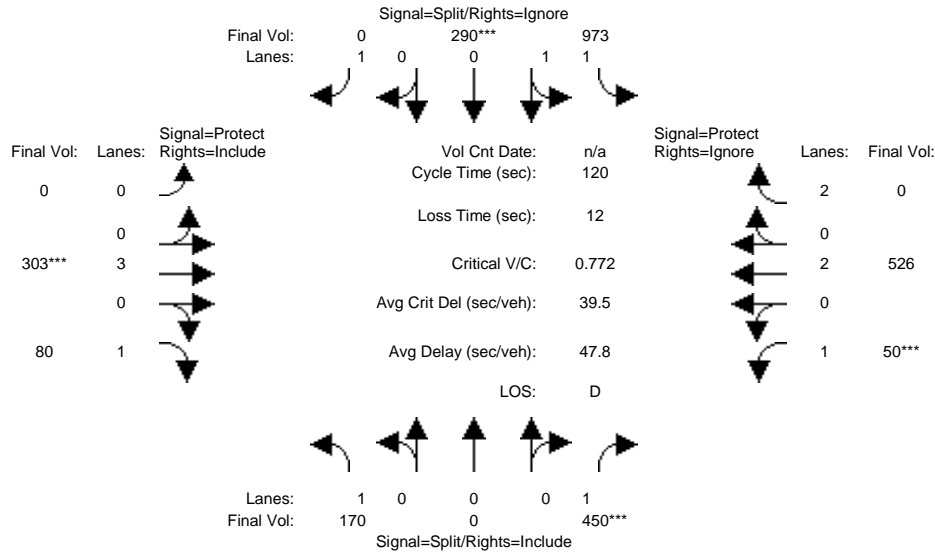 Signal=Split/Rights=Ignore
Final Vol: 0 290*** 973
Lanes: 1 0 0 1 1
Signal=Protect
Final Vol: Lanes: Rights=Include
Vol Cnt Date: n/a
Signal=Protect
Rights=Ignore Lanes: Final Vol:
Cycle Time (sec): 120
0 0
2 0
Loss Time (sec): 12
0
0
303*** 3
Critical V/C: 0.772
2 526
0
Avg Crit Del (sec/veh): 39.5
0
80 1
Avg Delay (sec/veh): 47.8
1 50***
LOS: D
Lanes: 1 0 0 0 1
Final Vol: 170 0 450***
Signal=Split/Rights=Include